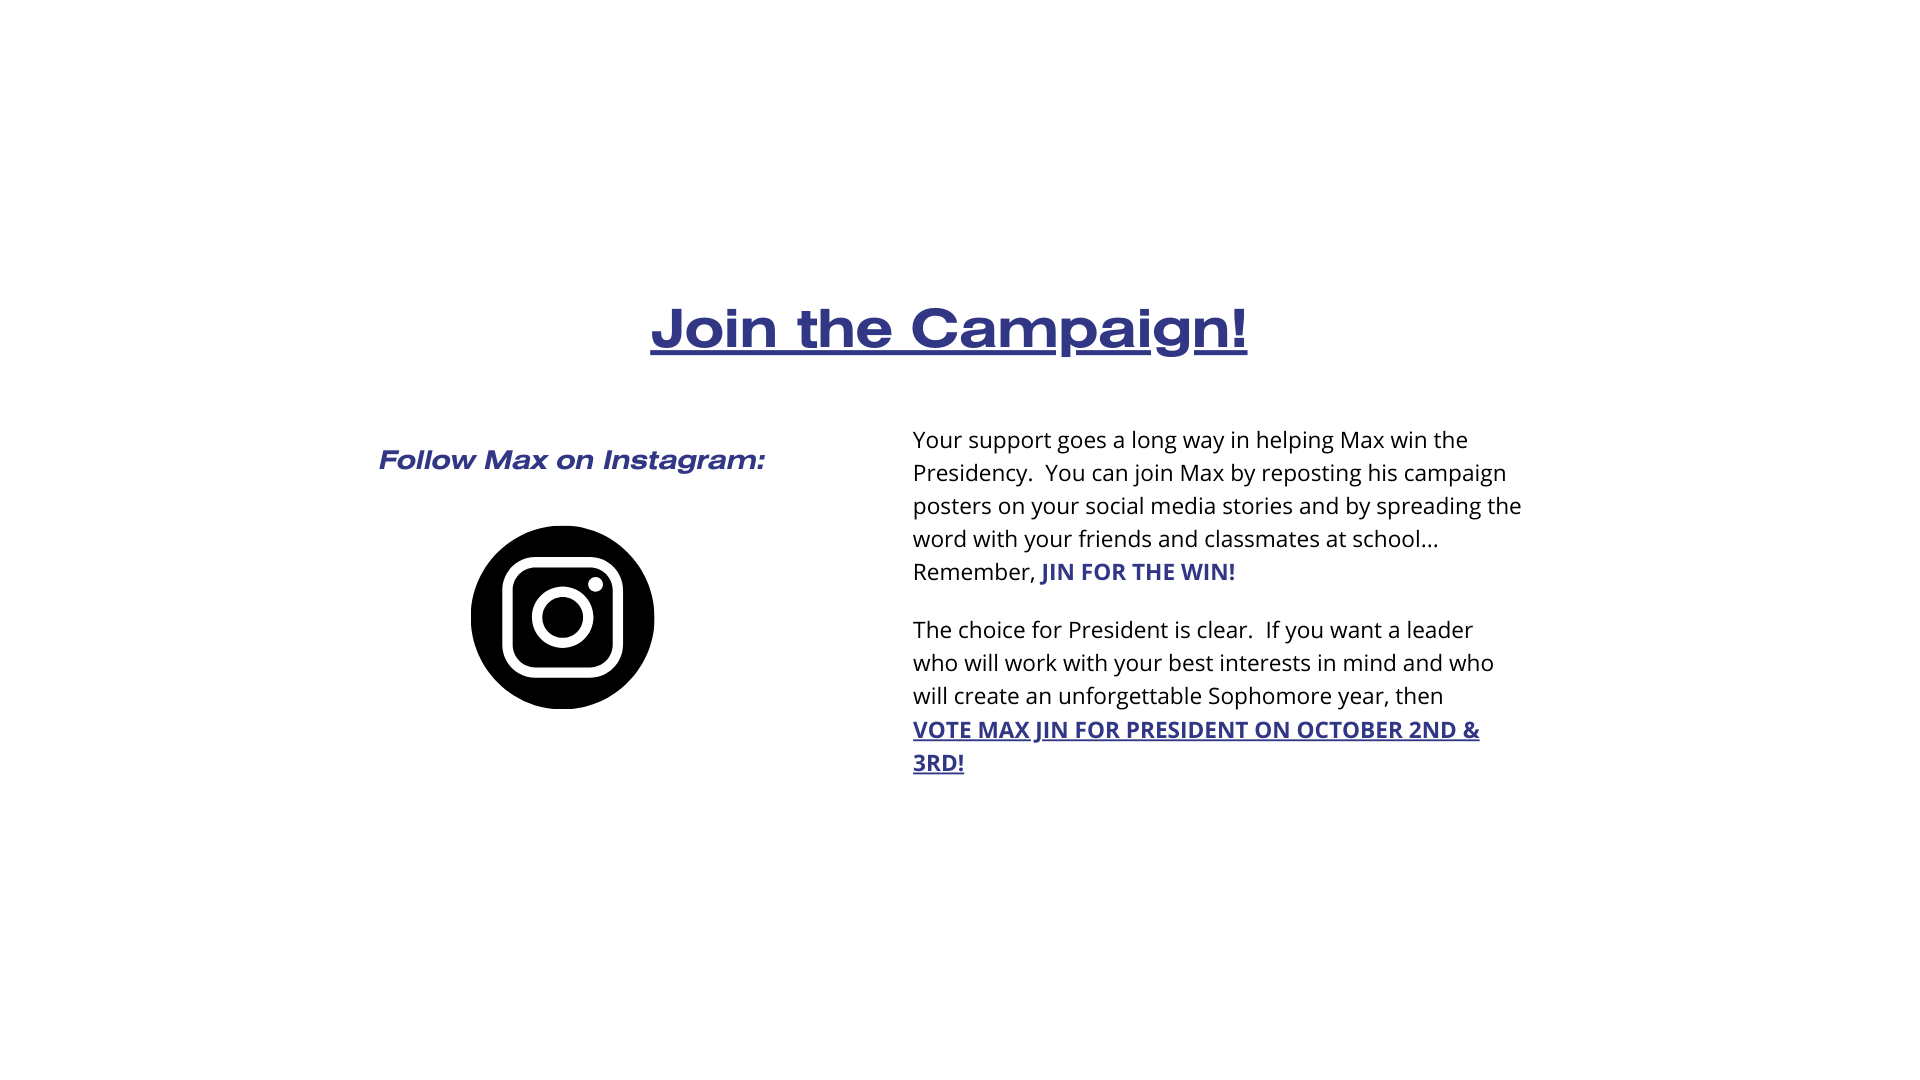 Join the Campaign!
Follow Max on Instagram:
Your support goes a long way in helping Max win the
Presidency.  You can join Max by reposting his campaign
posters on your social media stories and by spreading the
word with your friends and classmates at school...
Remember, JIN FOR THE WIN!
The choice for President is clear.  If you want a leader
who will work with your best interests in mind and who
will create an unforgettable Sophomore year, then
VOTE MAX JIN FOR PRESIDENT ON OCTOBER 2ND &
3RD!